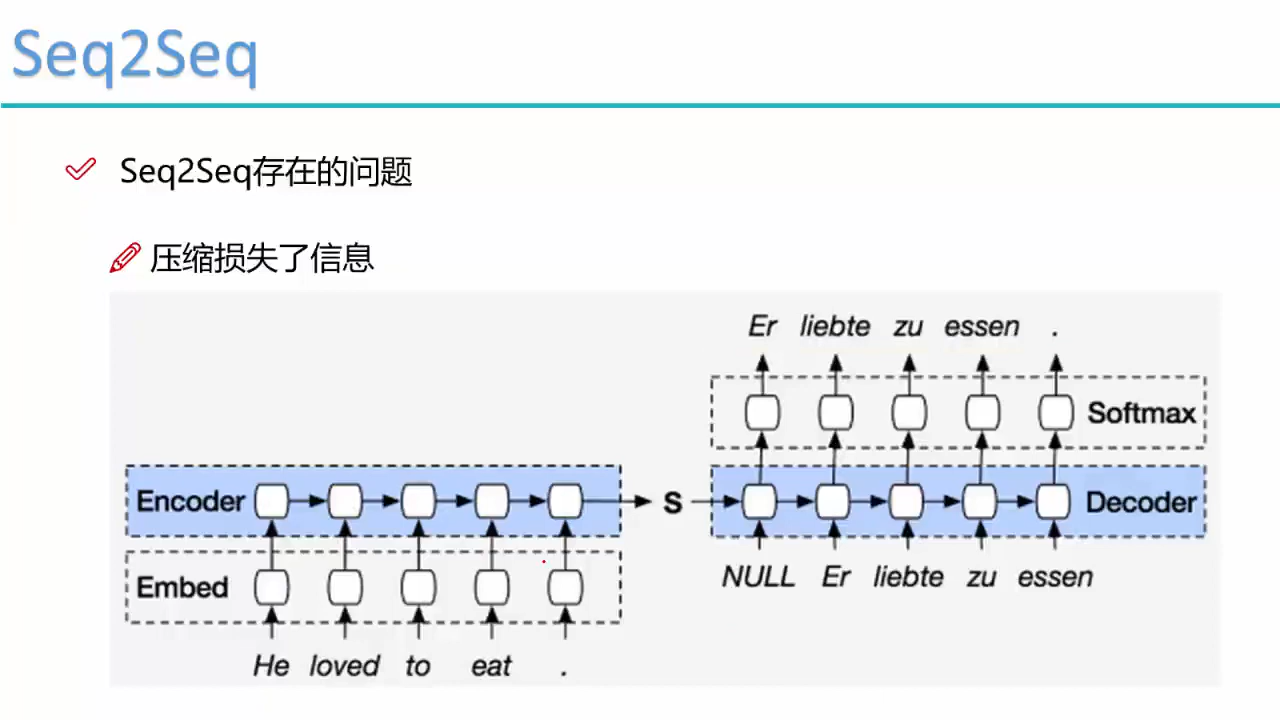 Seq2Seq
Seq2Seq存在的问题
压缩损失了信息
Er liebte zu essen .
Softmax
Encoder S Decoder
NULL Er liebte zu essen
Embed
He loved to eat .